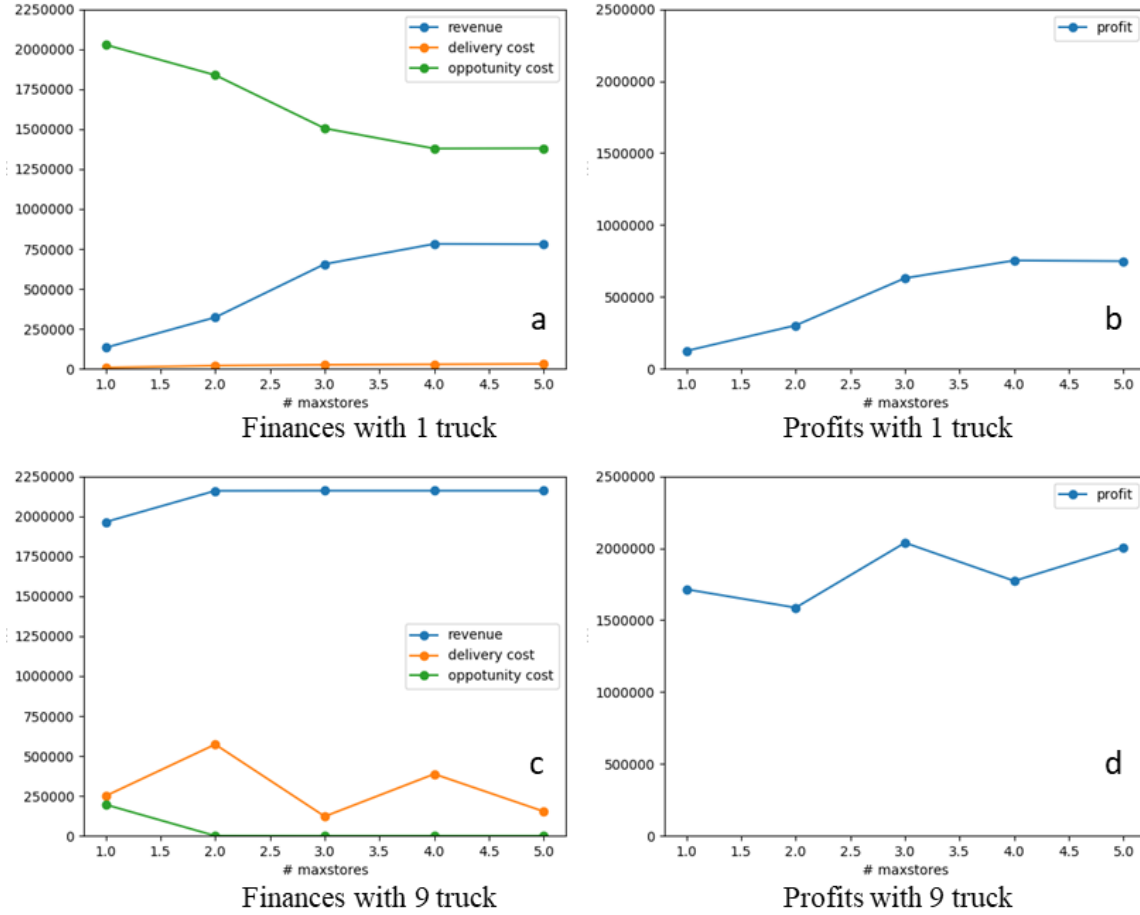 2250000
2000000
1750000
1500000
1250000
1000000
750000
500000
250000
0
revenue
delivery cost
oppotunity cost
a
1.0 1.5 2.0 2.5 3.0 3.5 4.0 4.5 5.0
# maxstores
Finances with 1 truck
2500000
2000000
1500000
1000000
500000
0
profit
b
1.0 1.5 2.0 2.5 3.0 3.5 4.0 4.5 5.0
# maxstores
Profits with 1 truck
2250000
2000000
1750000
1500000
1250000
1000000
750000
500000
250000
0
revenue
delivery cost
oppotunity cost
c
1.0 1.5 2.0 2.5 3.0 3.5 4.0 4.5 5.0
# maxstores
Finances with 9 truck
2500000
2000000
1500000
1000000
500000
0
profit
d
1.0 1.5 2.0 2.5 3.0 3.5 4.0 4.5 5.0
# maxstores
Profits with 9 truck